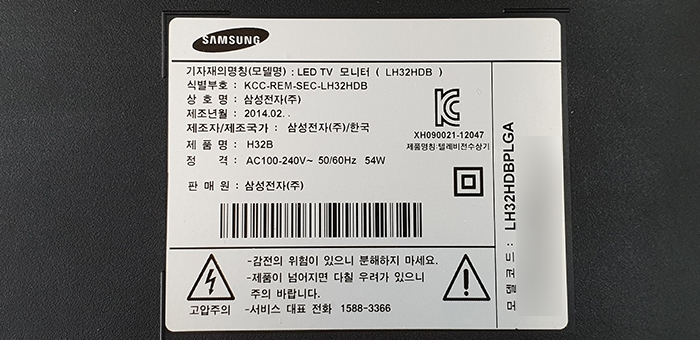 SAMSUNG
기자재의명칭(모델명) : LED TV 모니터 ( LH32HDB )
식별부호 : KCC-REM-SEC-LH32HDB
상 호 명 : 삼성전자(주)
제조년월 : 2014.02. .
제조자/제조국가 : 삼성전자(주)/한국
제 품 명 : H32B
정 격 : AC100-240V~ 50/60Hz 54W
판 매 원 : 삼성전자(주)
XH090021-12047
제품명칭:텔레비전수상기
고압주의
-감전의 위험이 있으니 분해하지 마세요.
-제품이 넘어지면 다칠 우려가 있으니
주의 바랍니다.
-서비스 대표 전화 1588-3366
모델코드 : LH32HDBPLGA